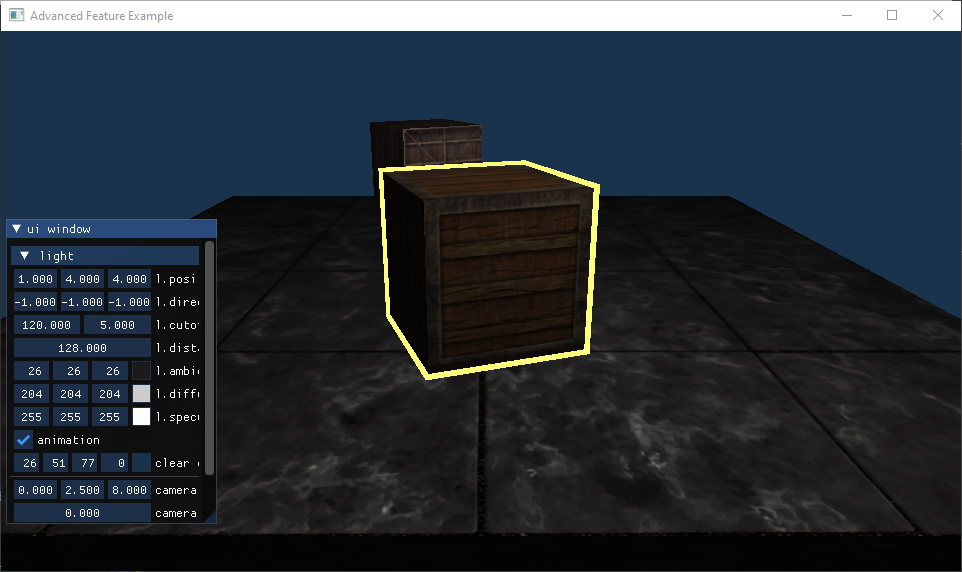 Advanced Feature Example
ui window
light
1.000 4.000 4.000 l.posi
-1.000 -1.000 -1.000 l.dire
120.000 5.000 l.cuto
128.000 l.dist
26 26 26 l.ambi
204 204 204 l.diff
255 255 255 l.spec
animation
26 51 77 0 clear
0.000 2.500 8.000 camera
0.000 camera